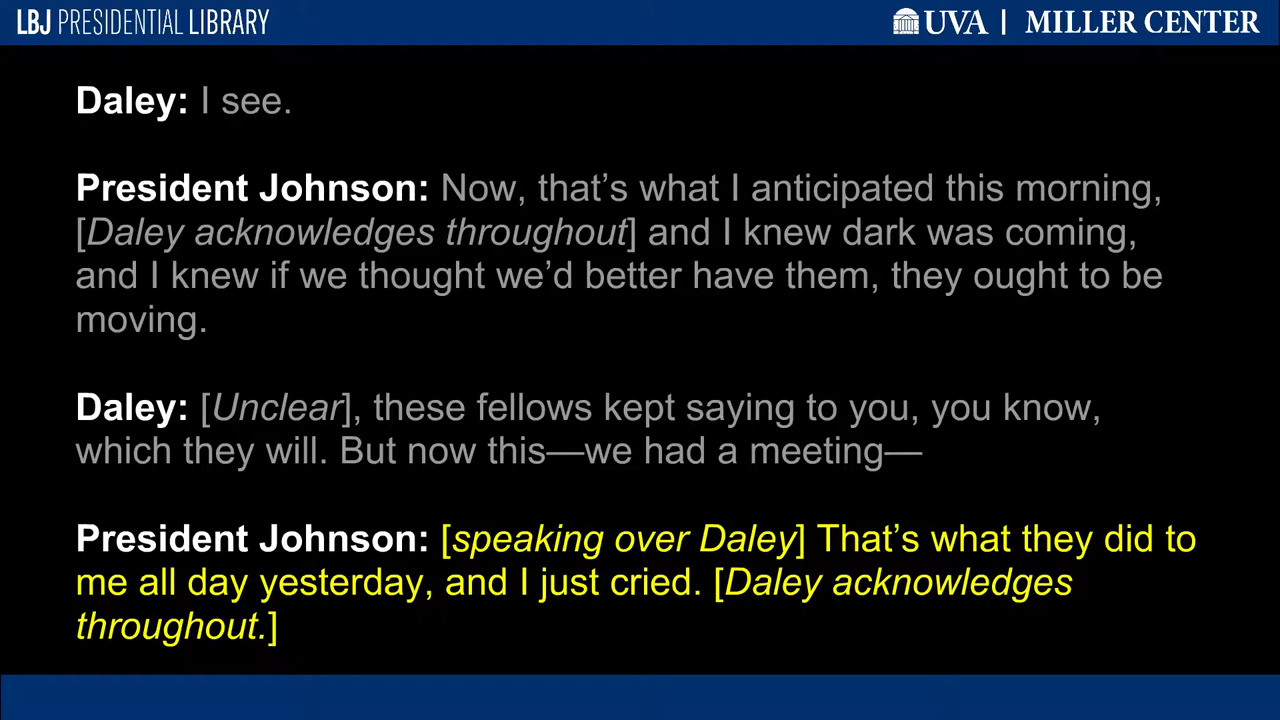 LBJ PRESIDENTIAL LIBRARY
UVA | MILLER CENTER
Daley: I see.
President Johnson: Now, that’s what I anticipated this morning,
[Daley acknowledges throughout] and I knew dark was coming,
and I knew if we thought we’d better have them, they ought to be
moving.
Daley: [Unclear], these fellows kept saying to you, you know,
which they will. But now this—we had a meeting—
President Johnson: [speaking over Daley] That’s what they did to
me all day yesterday, and I just cried. [Daley acknowledges
throughout.]